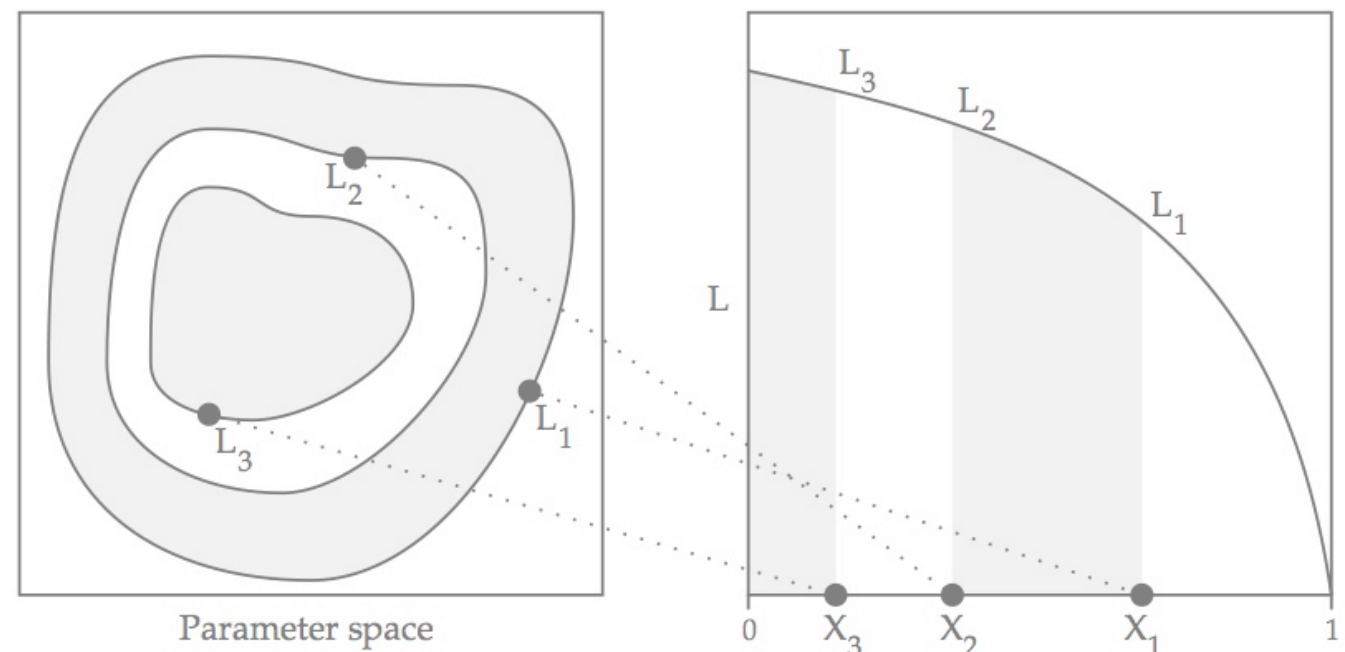 L₂
L₁
L₃
Parameter space
L₃
L₂
L₁
L
0 X₃ X₂ X₁ 1